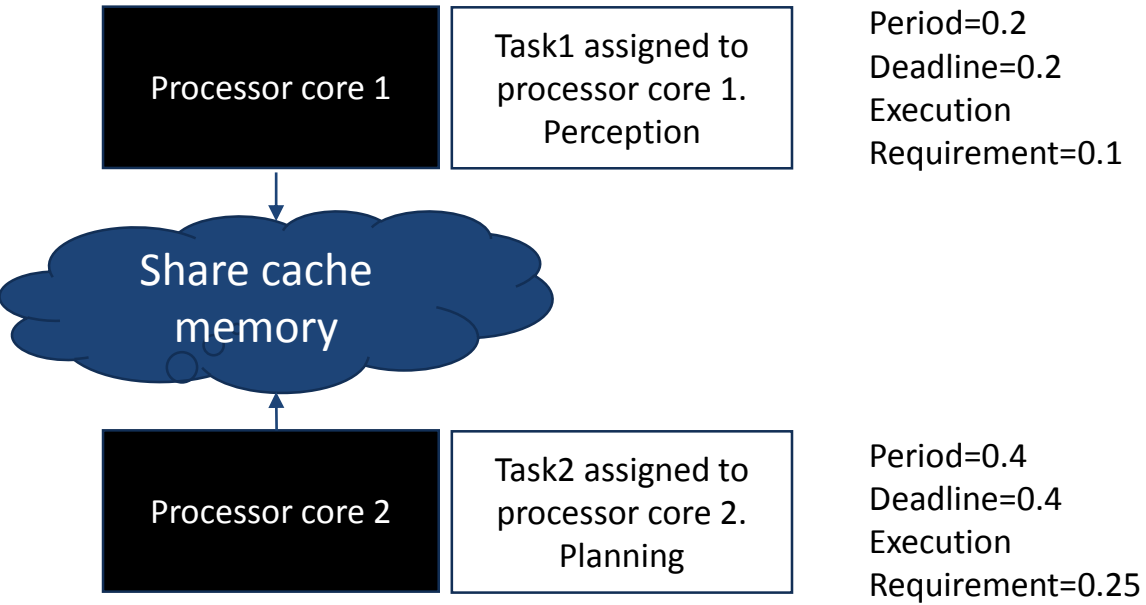 Processor core 1
Task1 assigned to
processor core 1.
Perception
Period=0.2
Deadline=0.2
Execution
Requirement=0.1
Share cache
memory
Processor core 2
Task2 assigned to
processor core 2.
Planning
Period=0.4
Deadline=0.4
Execution
Requirement=0.25